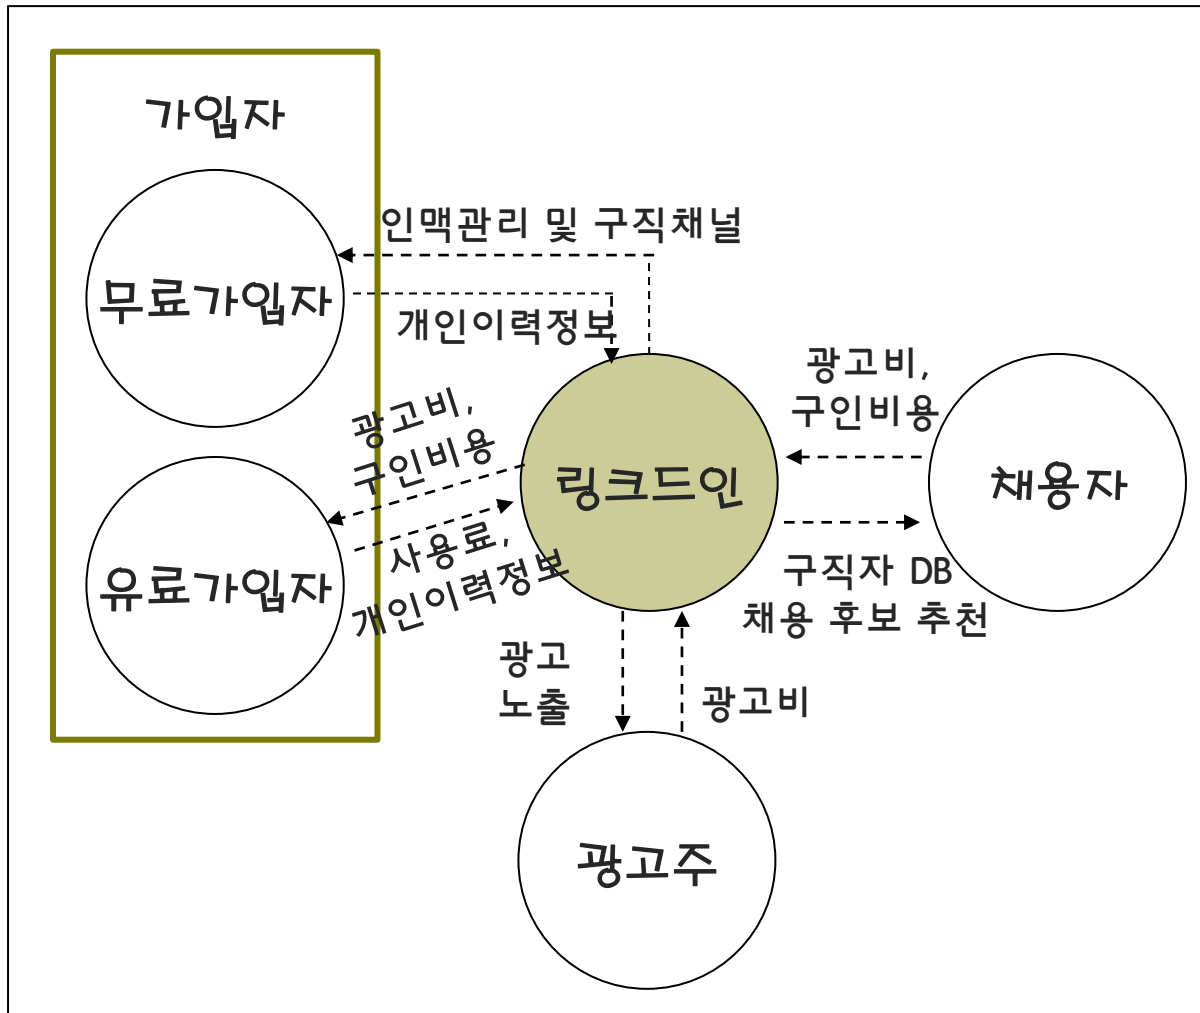 가입자
인맥관리 및 구직채널
무료가입자
개인이력정보
광고비,
구인비용
광고비,
구인비용
링크드인
채용자
사용료,
개인이력정보
유료가입자
구직자 DB
채용 후보 추천
광고
노출
광고비
광고주